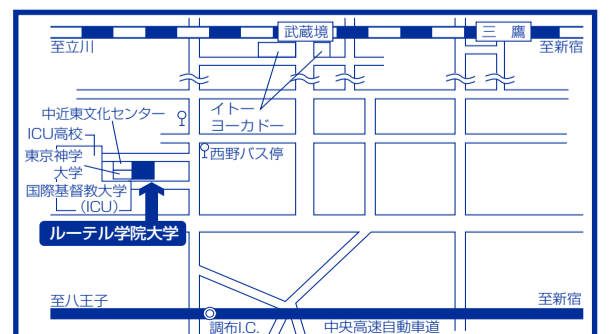 武蔵境
三　鷹
至立川
至新宿
中近東文化センター
イトー
ヨーカドー
ICU高校
西野バス停
東京神学
大学
国際基督教大学
(ICU)
ルーテル学院大学
至八王子
至新宿
調布I.C.
中央高速自動車道